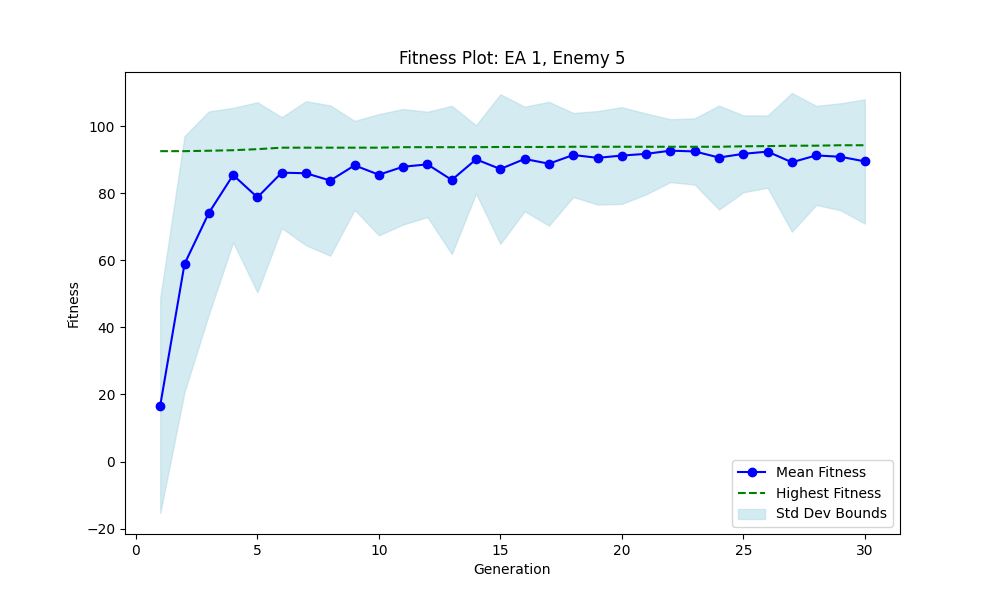 Fitness Plot: EA 1, Enemy 5
Fitness
100
80
60
40
20
0
−20
0 5 10 15 20 25 30
Generation
Mean Fitness
Highest Fitness
Std Dev Bounds